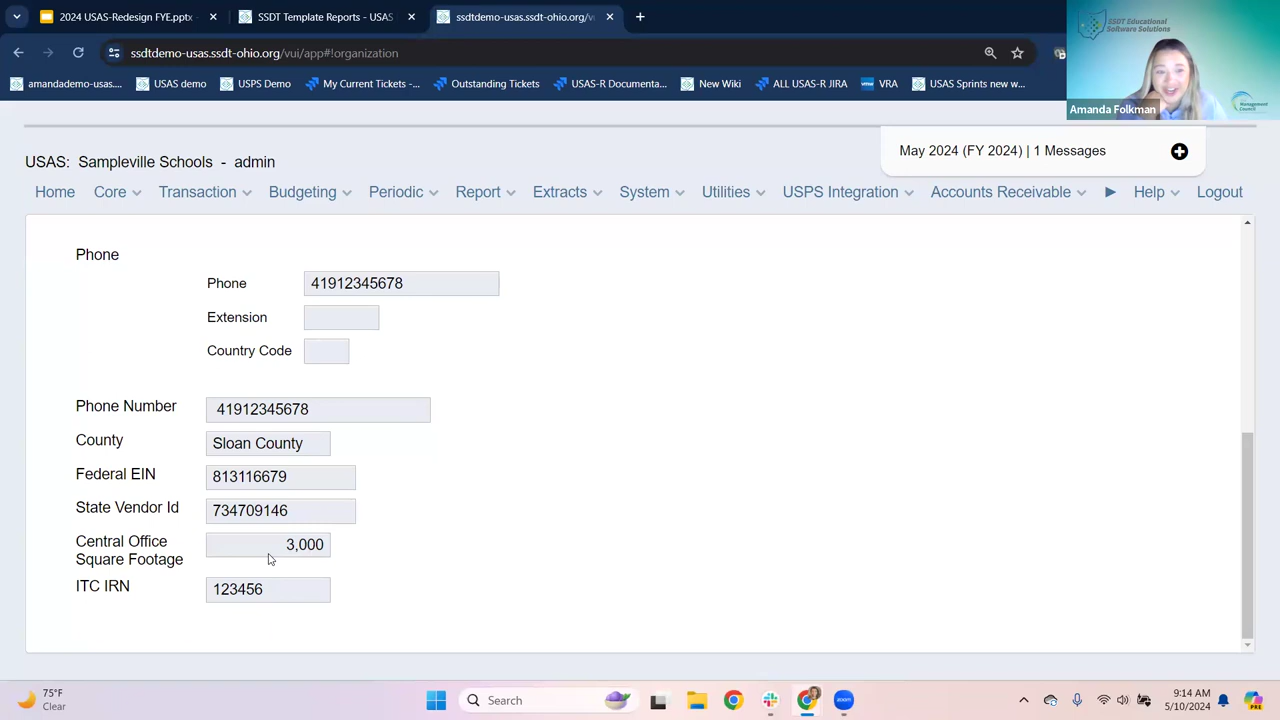 2024 USAS-Redesign FYE.pptx
SSDT Template Reports - USAS
ssdtdemo-usas.ssdt-ohio.org/v
ssdtdemo-usas.ssdt-ohio.org/vui/app#!organization
amandademo-usas....
USAS demo
USPS Demo
My Current Tickets -...
Outstanding Tickets
USAS-R Documenta...
New Wiki
ALL USAS-R JIRA
VRA
USAS Sprints new w...
SSDT Educational
Software Solutions
Amanda Folkman
Management
Council
USAS: Sampleville Schools - admin
May 2024 (FY 2024) | 1 Messages
Home Core Transaction Budgeting Periodic Report Extracts System Utilities USPS Integration Accounts Receivable Help Logout
Phone
Phone 41912345678
Extension
Country Code
Phone Number 41912345678
County Sloan County
Federal EIN 813116679
State Vendor Id 734709146
Central Office
Square Footage 3,000
ITC IRN 123456
75°F
Clear
Search
9:14 AM
5/10/2024
PRE